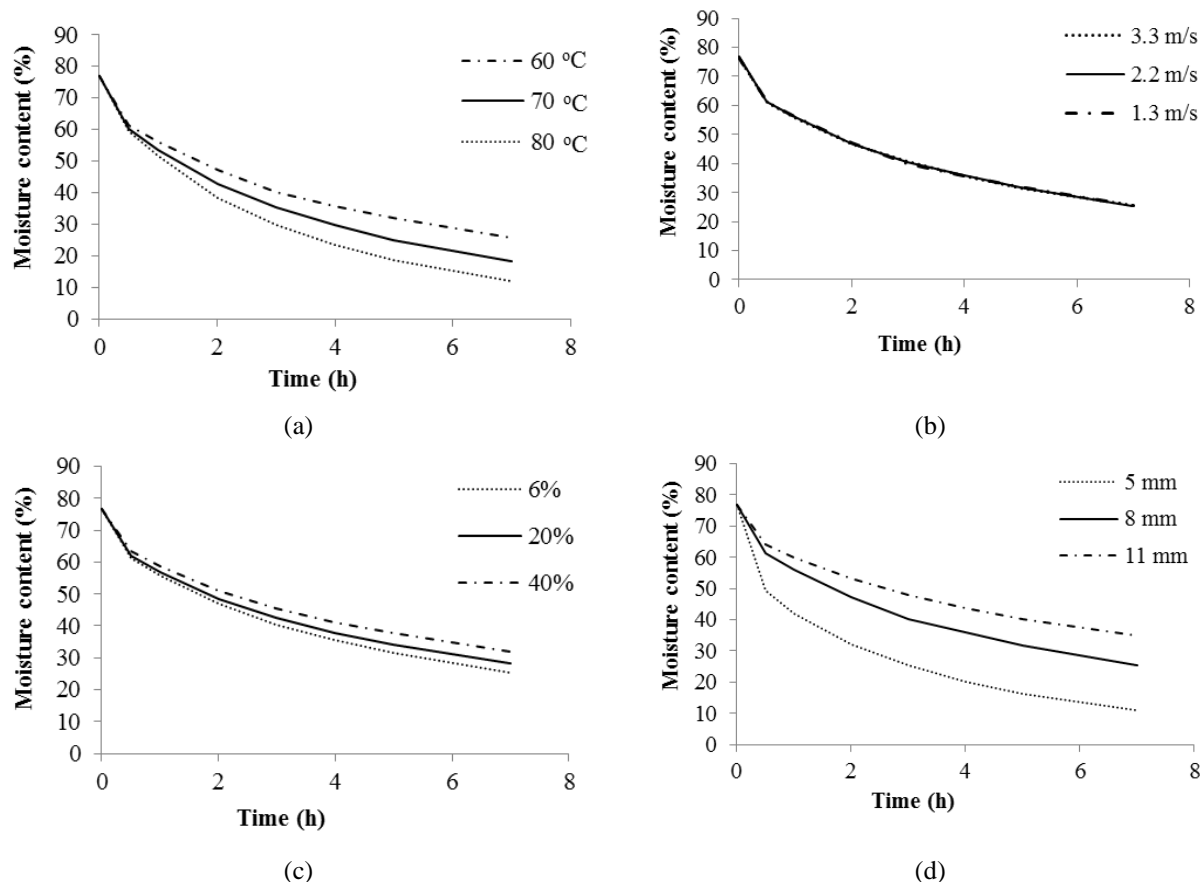 90
80
70
60
50
40
30
20
10
0
Moisture content (%)
60 ºC
70 ºC
80 ºC
0 2 4 6 8
Time (h)
(a)
90
80
70
60
50
40
30
20
10
0
Moisture content (%)
3.3 m/s
2.2 m/s
1.3 m/s
0 2 4 6 8
Time (h)
(b)
90
80
70
60
50
40
30
20
10
0
Moisture content (%)
6%
20%
40%
0 2 4 6 8
Time (h)
(c)
90
80
70
60
50
40
30
20
10
0
Moisture content (%)
5 mm
8 mm
11 mm
0 2 4 6 8
Time (h)
(d)